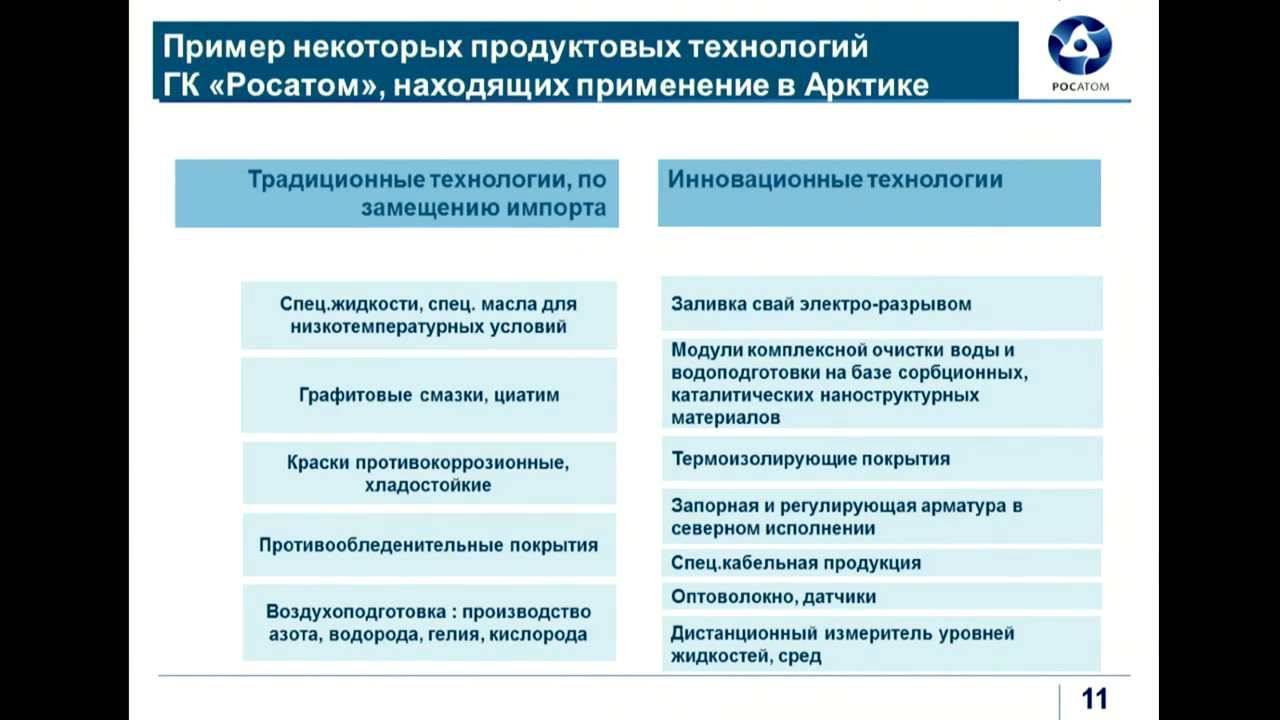 Пример некоторых продуктовых технологий
ГК «Росатом», находящих применение в Арктике
РОСАТОМ
Традиционные технологии, по
замещению импорта
Спец.жидкости, спец. масла для
низкотемпературных условий
Графитовые смазки, циатим
Краски противокоррозионные,
хладостойкие
Противообледенительные покрытия
Воздухоподготовка : производство
азота, водорода, гелия, кислорода
Инновационные технологии
Заливка свай электро-разрывом
Модули комплексной очистки воды и
водоподготовки на базе сорбционных,
каталитических наноструктурных
материалов
Термоизолирующие покрытия
Запорная и регулирующая арматура в
северном исполнении
Спец.кабельная продукция
Оптоволокно, датчики
Дистанционный измеритель уровней
жидкостей, сред
11